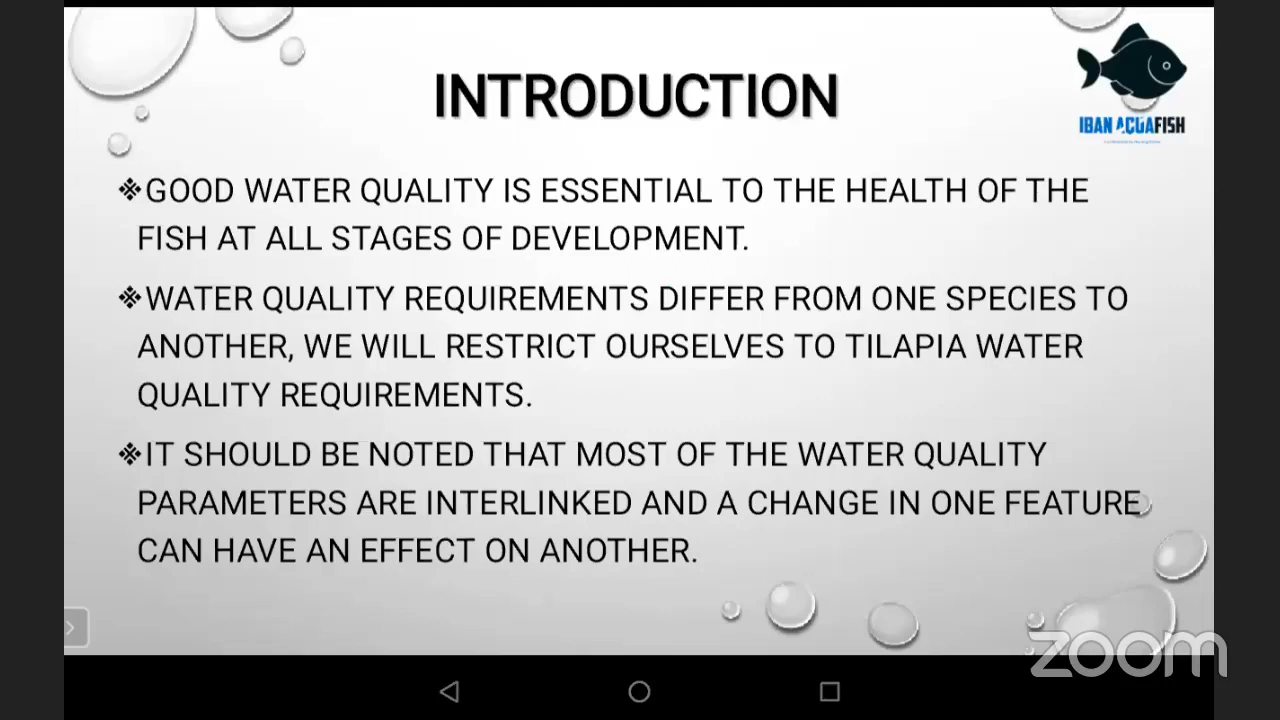 INTRODUCTION
IBAN ACUAFISH
❖GOOD WATER QUALITY IS ESSENTIAL TO THE HEALTH OF THE
FISH AT ALL STAGES OF DEVELOPMENT.
❖WATER QUALITY REQUIREMENTS DIFFER FROM ONE SPECIES TO
ANOTHER, WE WILL RESTRICT OURSELVES TO TILAPIA WATER
QUALITY REQUIREMENTS.
❖IT SHOULD BE NOTED THAT MOST OF THE WATER QUALITY
PARAMETERS ARE INTERLINKED AND A CHANGE IN ONE FEATURE
CAN HAVE AN EFFECT ON ANOTHER.
zoom